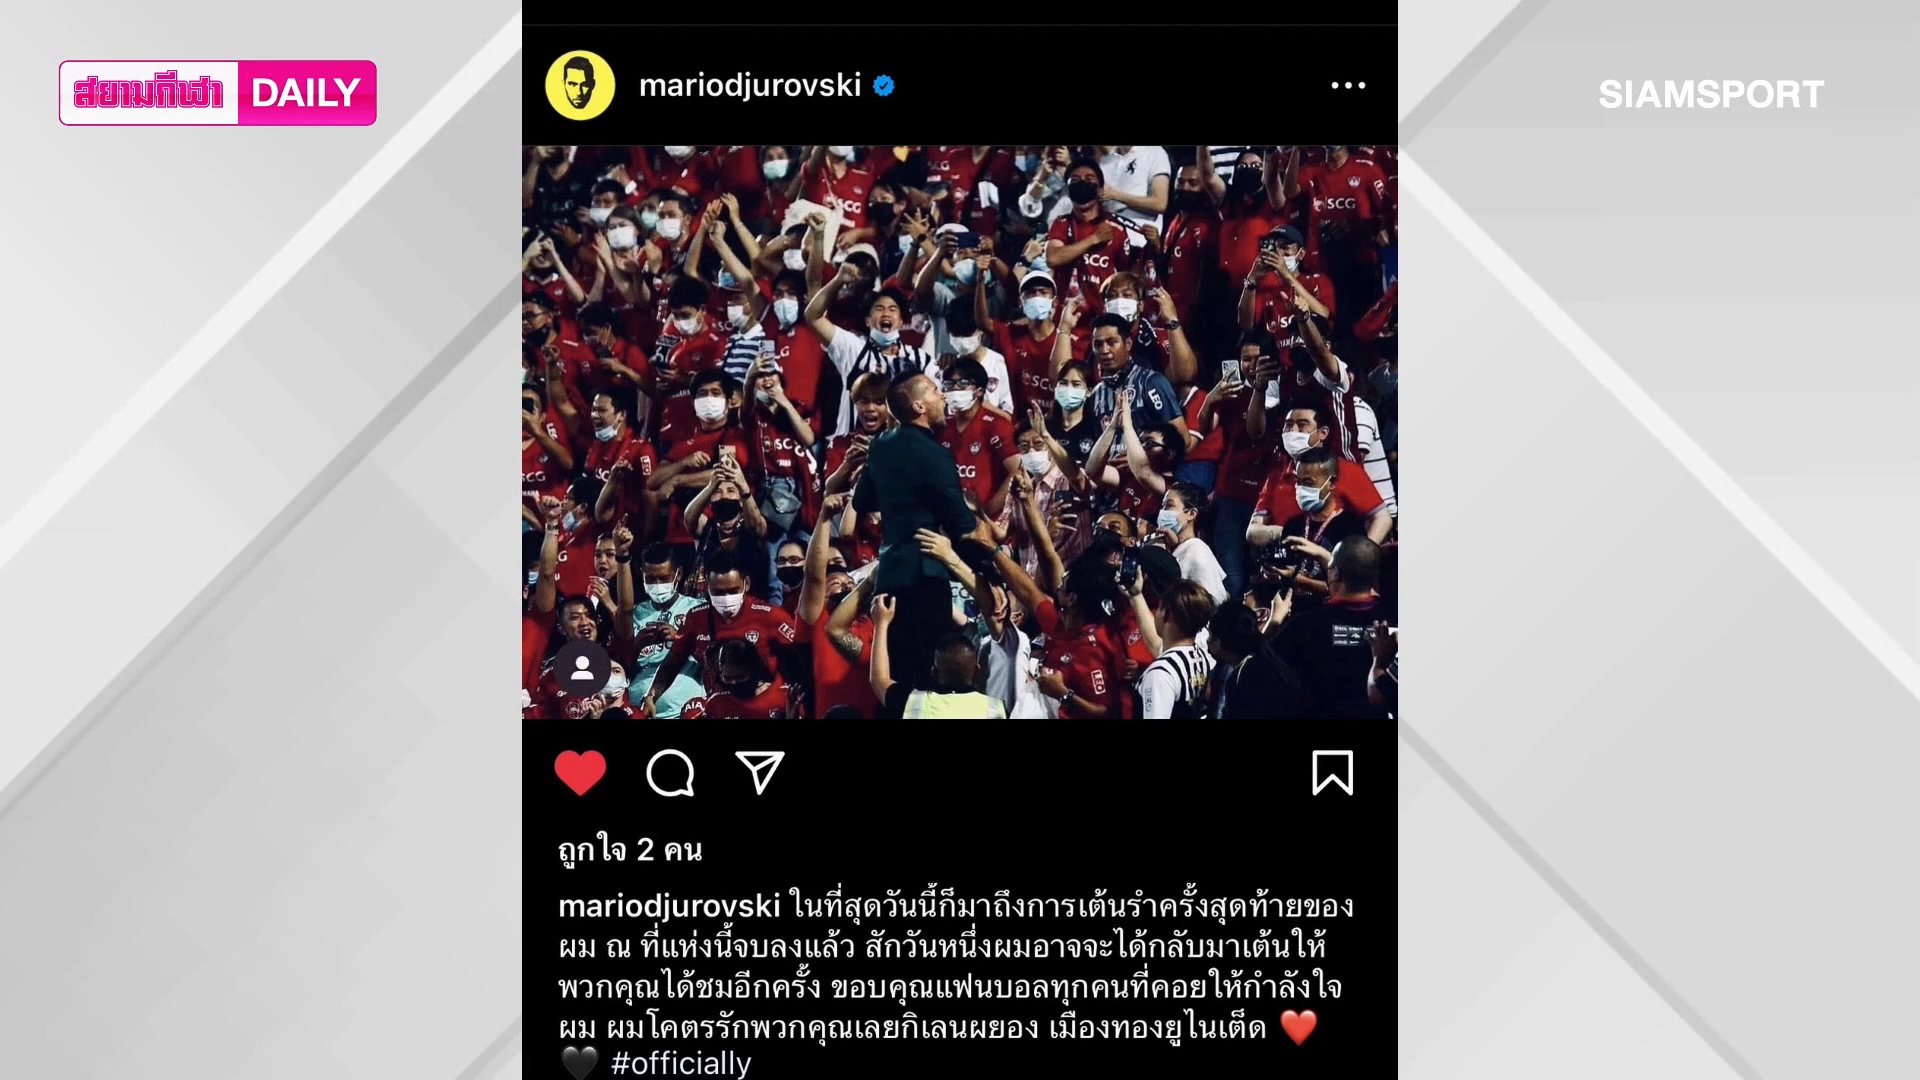 สยามกีฬา DAILY
SIAMSPORT
mariodjurovski
ถูกใจ 2 คน
mariodjurovski ในที่สุดวันนี้ก็มาถึงการเต้นรำครั้งสุดท้ายของ
ผม ณ ที่แห่งนี้จบลงแล้ว สักวันหนึ่งผมอาจจะได้กลับมาเต้นให้
พวกคุณได้ชมอีกครั้ง ขอบคุณแฟนบอลทุกคนที่คอยให้กำลังใจ
ผม ผมโคตรรักพวกคุณเลยกิเลนผยอง เมืองทองยูไนเต็ด ❤️
🖤 #officially